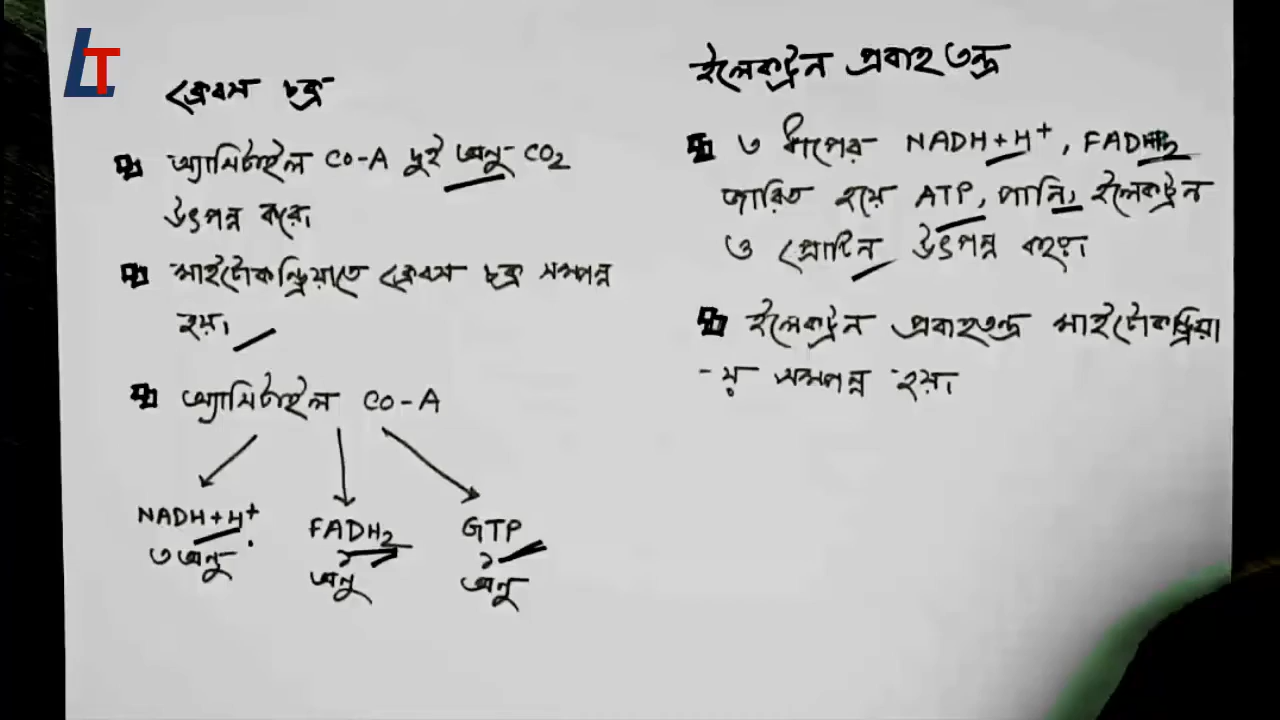 LT
ক্রেবস চক্র
অ্যাসিটাইল CO-A দুই অনু CO2
উৎপন্ন করে।
মাইটোকন্ড্রিয়াতে ক্রেবস চক্র সম্পন্ন
হয়।
অ্যাসিটাইল CO-A
NADH+H+
৩ অনু
FADH2
১
অনু
GTP
১
অনু
ইলেকট্রন প্রবাহ তন্ত্র
৩ ধাপের NADH+H+, FADH2
জারিত হয়ে ATP, পানি, ইলেকট্রন
ও প্রোটিন উৎপন্ন করে।
ইলেকট্রন প্রবাহতন্ত্র মাইটোকন্ড্রিয়া
-য় সম্পন্ন হয়।